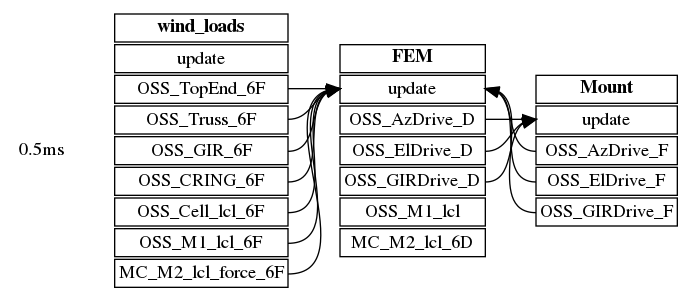 0.5ms
wind_loads
update
OSS_TopEnd_6F
OSS_Truss_6F
OSS_GIR_6F
OSS_CRING_6F
OSS_Cell_lcl_6F
OSS_M1_lcl_6F
MC_M2_lcl_force_6F
FEM
update
OSS_AzDrive_D
OSS_ElDrive_D
OSS_GIRDrive_D
OSS_M1_lcl
MC_M2_lcl_6D
Mount
update
OSS_AzDrive_F
OSS_ElDrive_F
OSS_GIRDrive_F